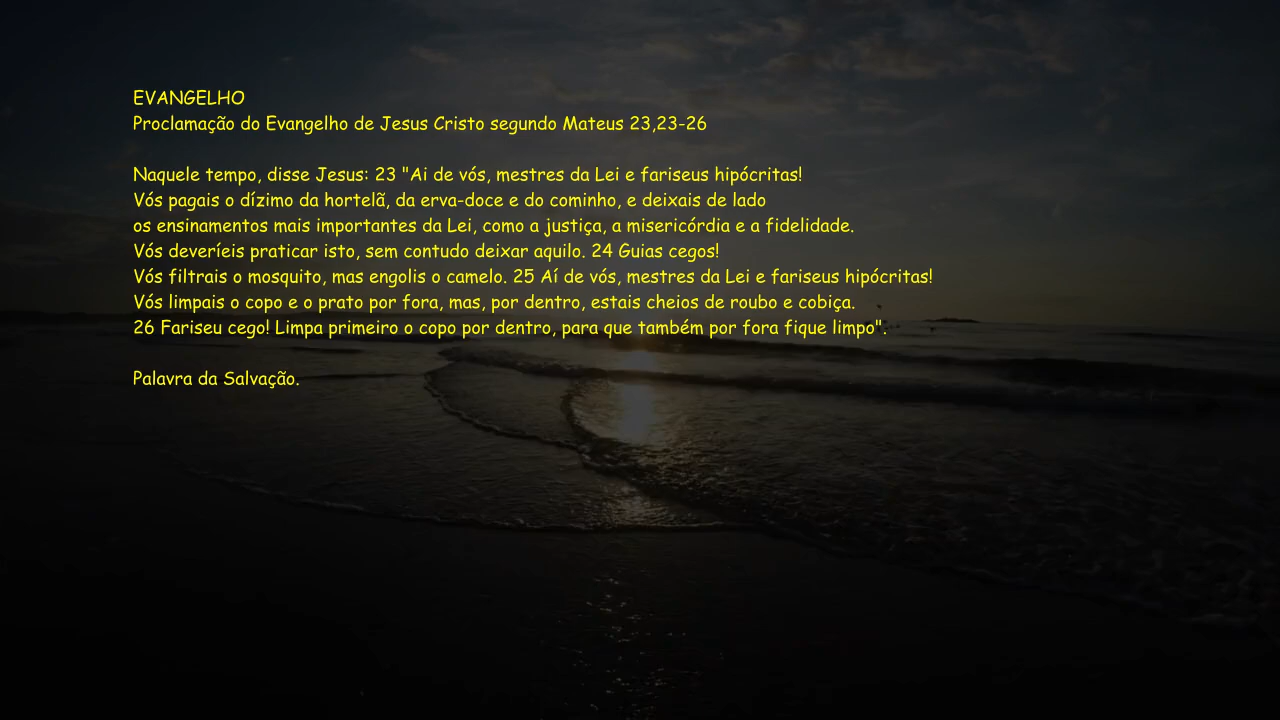 EVANGELHO
Proclamação do Evangelho de Jesus Cristo segundo Mateus 23,23-26
Naquele tempo, disse Jesus: 23 "Ai de vós, mestres da Lei e fariseus hipócritas!
Vós pagais o dízimo da hortelã, da erva-doce e do cominho, e deixais de lado
os ensinamentos mais importantes da Lei, como a justiça, a misericórdia e a fidelidade.
Vós deveríeis praticar isto, sem contudo deixar aquilo. 24 Guias cegos!
Vós filtrais o mosquito, mas engolis o camelo. 25 Aí de vós, mestres da Lei e fariseus hipócritas!
Vós limpais o copo e o prato por fora, mas, por dentro, estais cheios de roubo e cobiça.
26 Fariseu cego! Limpa primeiro o copo por dentro, para que também por fora fique limpo".
Palavra da Salvação.